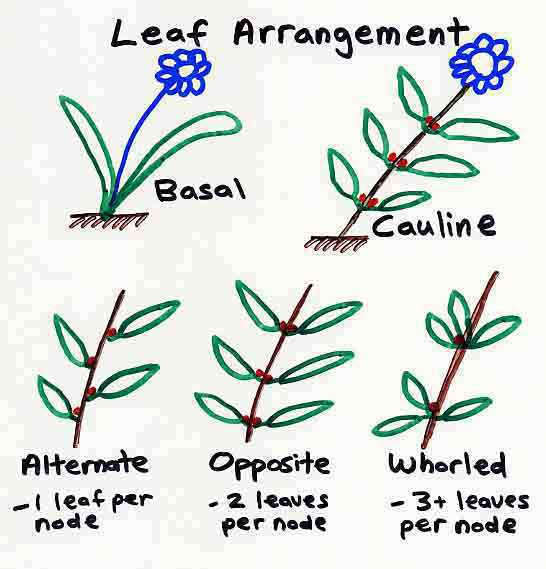 Leaf Arrangement
Basal
Cauline
Alternate
- 1 leaf per
node
Opposite
- 2 leaves
per node
Whorled
- 3+ leaves
per node